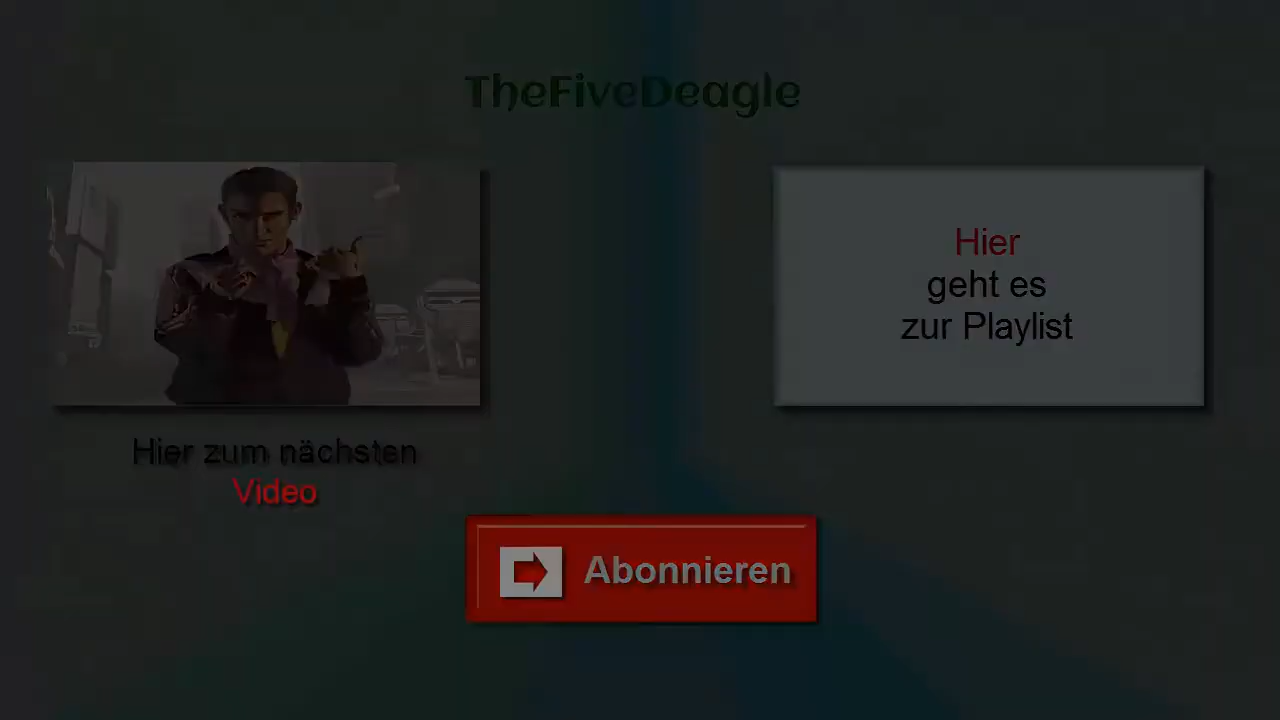 TheFiveDeagle
Hier
geht es
zur Playlist
Hier zum nächsten
Video
Abonnieren